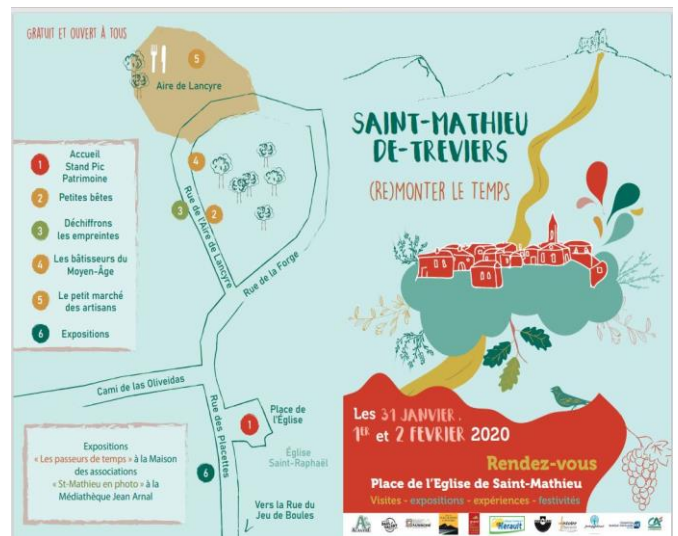 GRATUIT ET OUVERT À TOUS
5
Aire de Lancyre
1
Accueil
Stand Pic
Patrimoine
2
Petites bêtes
3
Déchiffrons
les empreintes
4
Les bâtisseurs du
Moyen-Âge
5
Le petit marché
des artisans
6
Expositions
4
3
2
Rue de l'Aire de Lancyre
Rue de la Forge
Cami de las Oliveidas
Rue des Placettes
1
Place de
l'Église
Église
Saint-Raphaël
6
Vers la Rue du
Jeu de Boules
Expositions
« Les passeurs de temps » à la Maison
des associations
« St-Mathieu en photo » à la
Médiathèque Jean Arnal
SAINT-MATHIEU
DE-TREVIERS
(RE)MONTER LE TEMPS
Les 31 JANVIER.
1ER et 2 FEVRIER 2020
Rendez-vous
Place de l'Eglise de Saint-Mathieu
Visites - expositions - expériences - festivités
Hérault